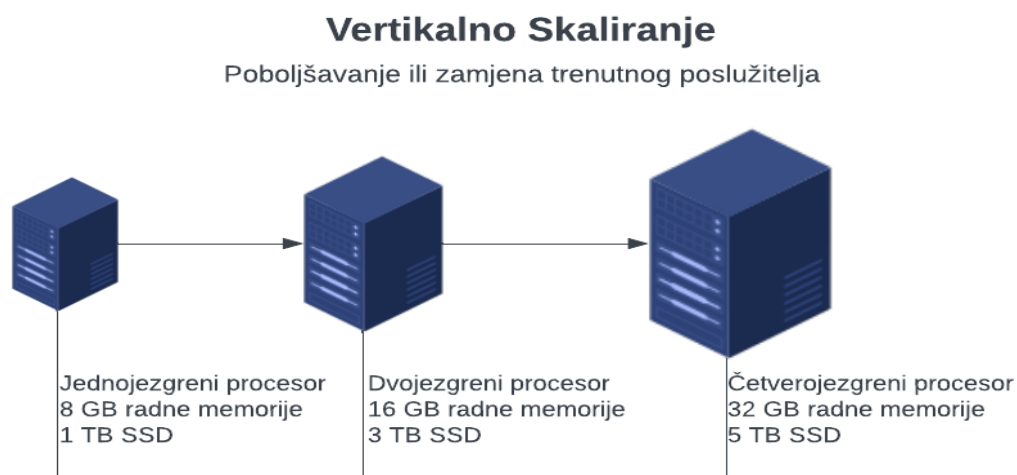 Vertikalno Skaliranje
Poboljšavanje ili zamjena trenutnog poslužitelja
Jednojezgreni procesor
8 GB radne memorije
1 TB SSD
Dvojezgreni procesor
16 GB radne memorije
3 TB SSD
Četverojezgreni procesor
32 GB radne memorije
5 TB SSD